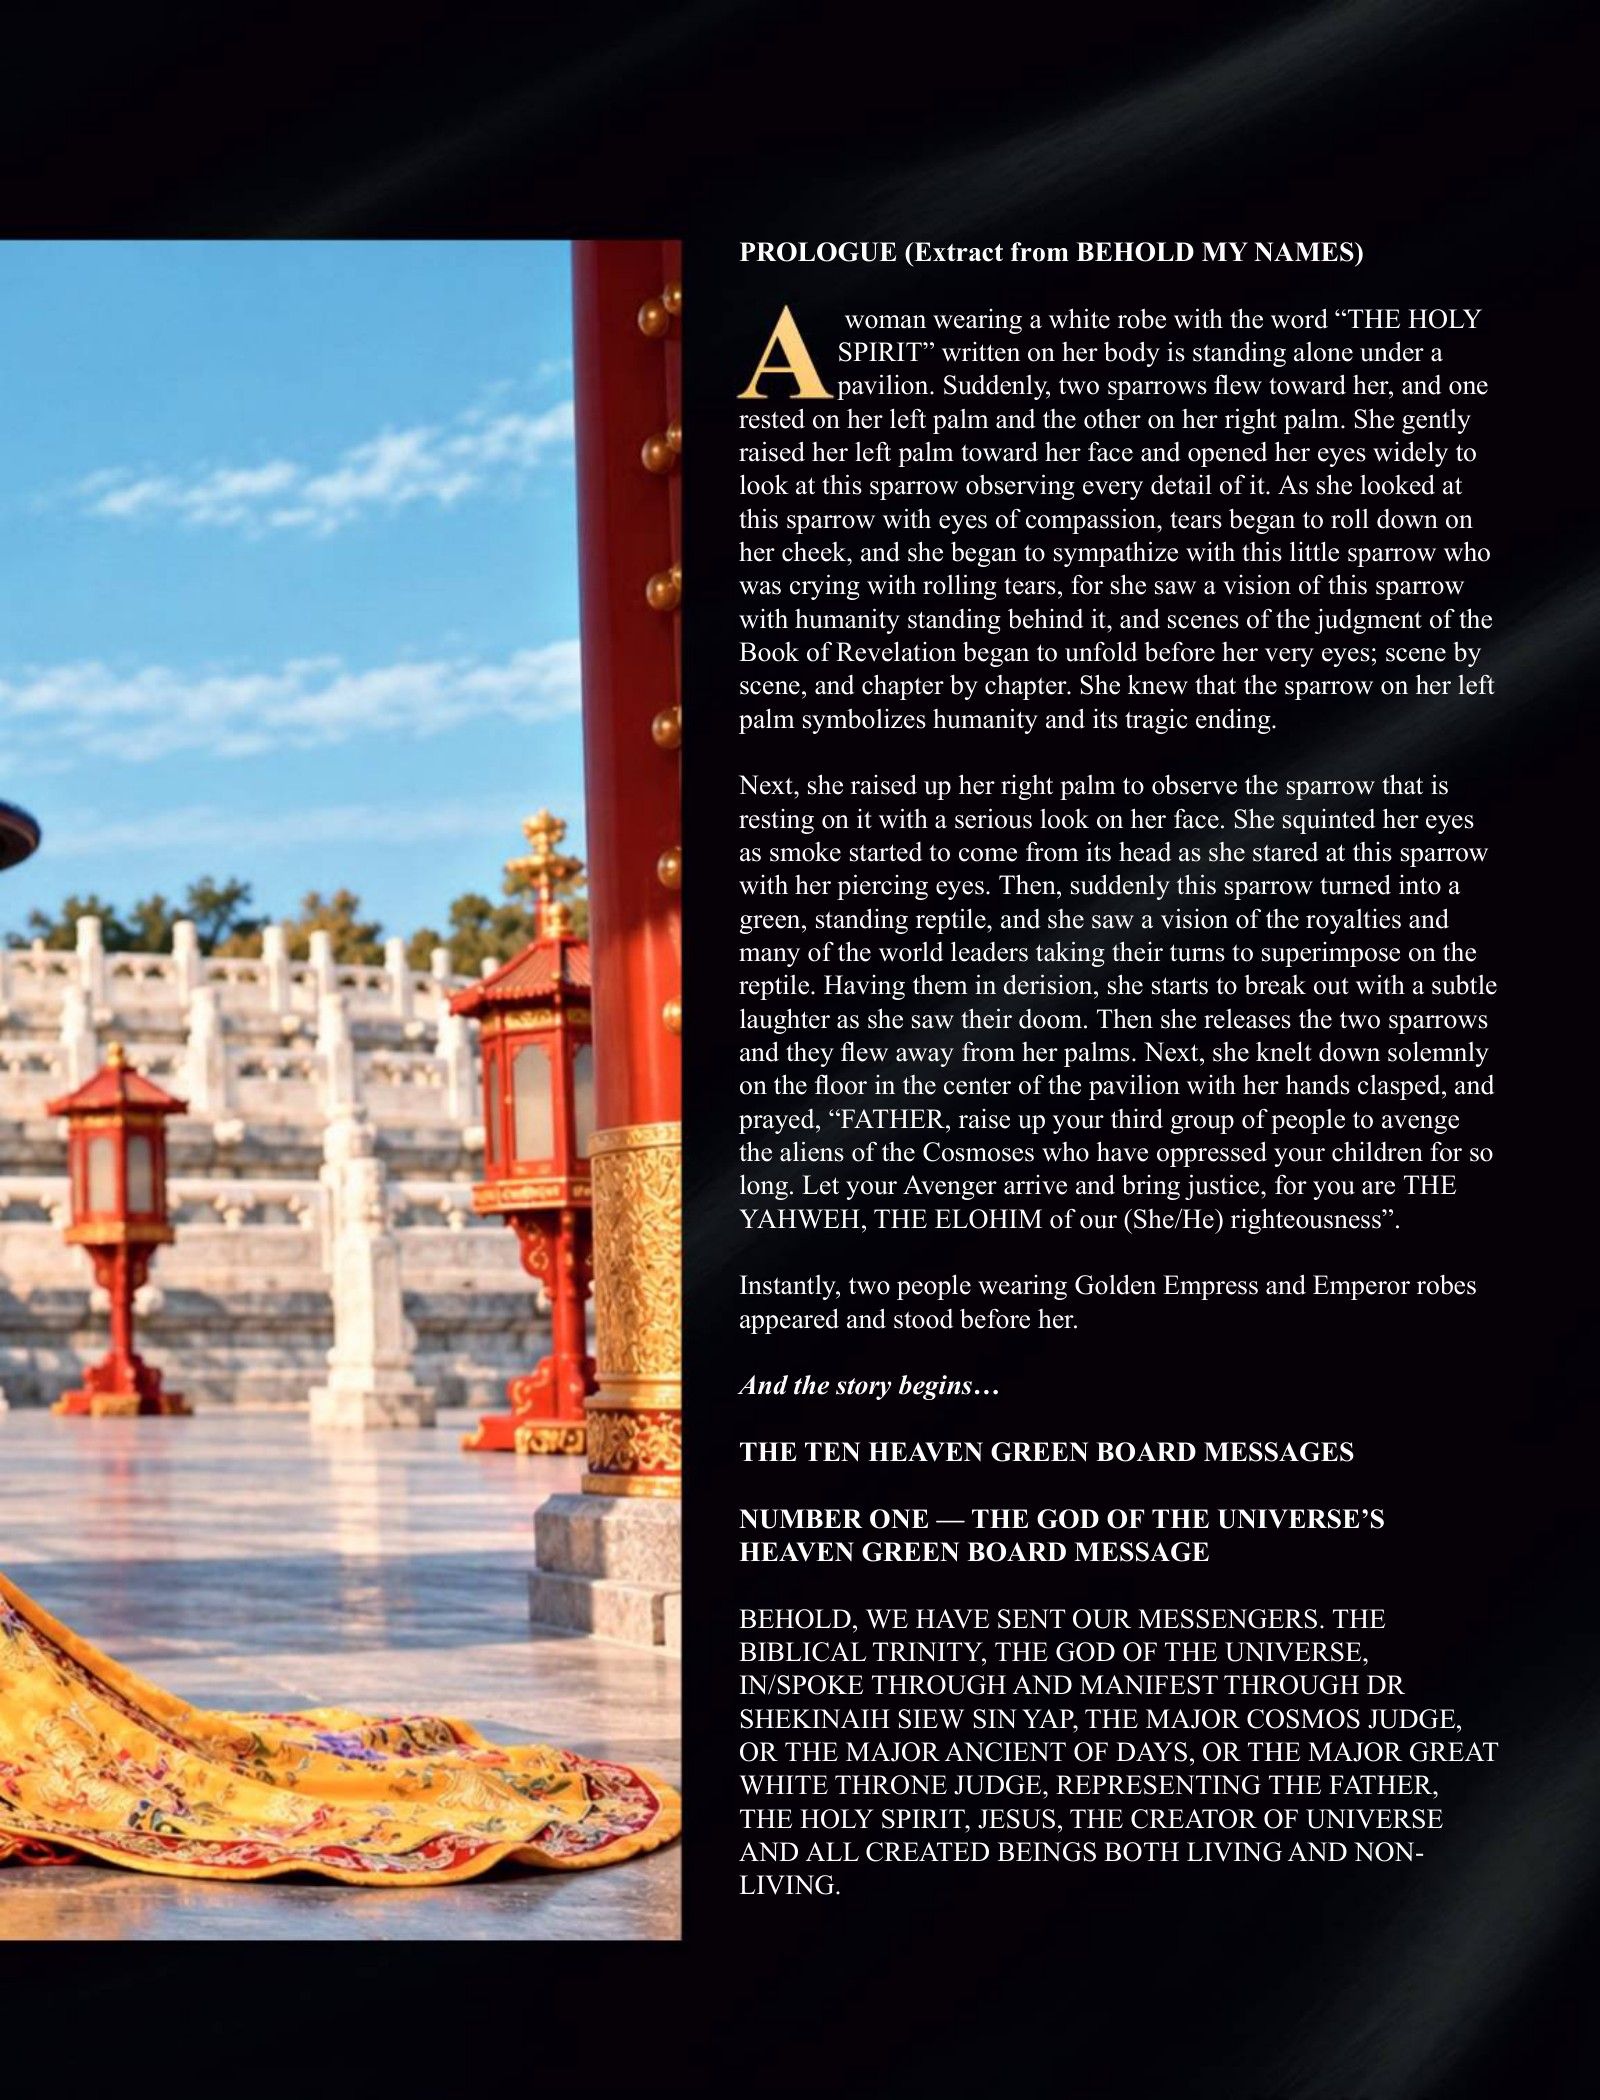 PROLOGUE (Extract from BEHOLD MY NAMES)
A woman wearing a white robe with the word “THE HOLY
SPIRIT” written on her body is standing alone under a
pavilion. Suddenly, two sparrows flew toward her, and one
rested on her left palm and the other on her right palm. She gently
raised her left palm toward her face and opened her eyes widely to
look at this sparrow observing every detail of it. As she looked at
this sparrow with eyes of compassion, tears began to roll down on
her cheek, and she began to sympathize with this little sparrow who
was crying with rolling tears, for she saw a vision of this sparrow
with humanity standing behind it, and scenes of the judgment of the
Book of Revelation began to unfold before her very eyes; scene by
scene, and chapter by chapter. She knew that the sparrow on her left
palm symbolizes humanity and its tragic ending.
Next, she raised up her right palm to observe the sparrow that is
resting on it with a serious look on her face. She squinted her eyes
as smoke started to come from its head as she stared at this sparrow
with her piercing eyes. Then, suddenly this sparrow turned into a
green, standing reptile, and she saw a vision of the royalties and
many of the world leaders taking their turns to superimpose on the
reptile. Having them in derision, she starts to break out with a subtle
laughter as she saw their doom. Then she releases the two sparrows
and they flew away from her palms. Next, she knelt down solemnly
on the floor in the center of the pavilion with her hands clasped, and
prayed, “FATHER, raise up your third group of people to avenge
the aliens of the Cosmoses who have oppressed your children for so
long. Let your Avenger arrive and bring justice, for you are THE
YAHWEH, THE ELOHIM of our (She/He) righteousness”.
Instantly, two people wearing Golden Empress and Emperor robes
appeared and stood before her.
And the story begins…
THE TEN HEAVEN GREEN BOARD MESSAGES
NUMBER ONE — THE GOD OF THE UNIVERSE’S
HEAVEN GREEN BOARD MESSAGE
BEHOLD, WE HAVE SENT OUR MESSENGERS. THE
BIBLICAL TRINITY, THE GOD OF THE UNIVERSE,
IN/SPOKE THROUGH AND MANIFEST THROUGH DR
SHEKINAIH SIEW SIN YAP, THE MAJOR COSMOS JUDGE,
OR THE MAJOR ANCIENT OF DAYS, OR THE MAJOR GREAT
WHITE THRONE JUDGE, REPRESENTING THE FATHER,
THE HOLY SPIRIT, JESUS, THE CREATOR OF UNIVERSE
AND ALL CREATED BEINGS BOTH LIVING AND NON-
LIVING.